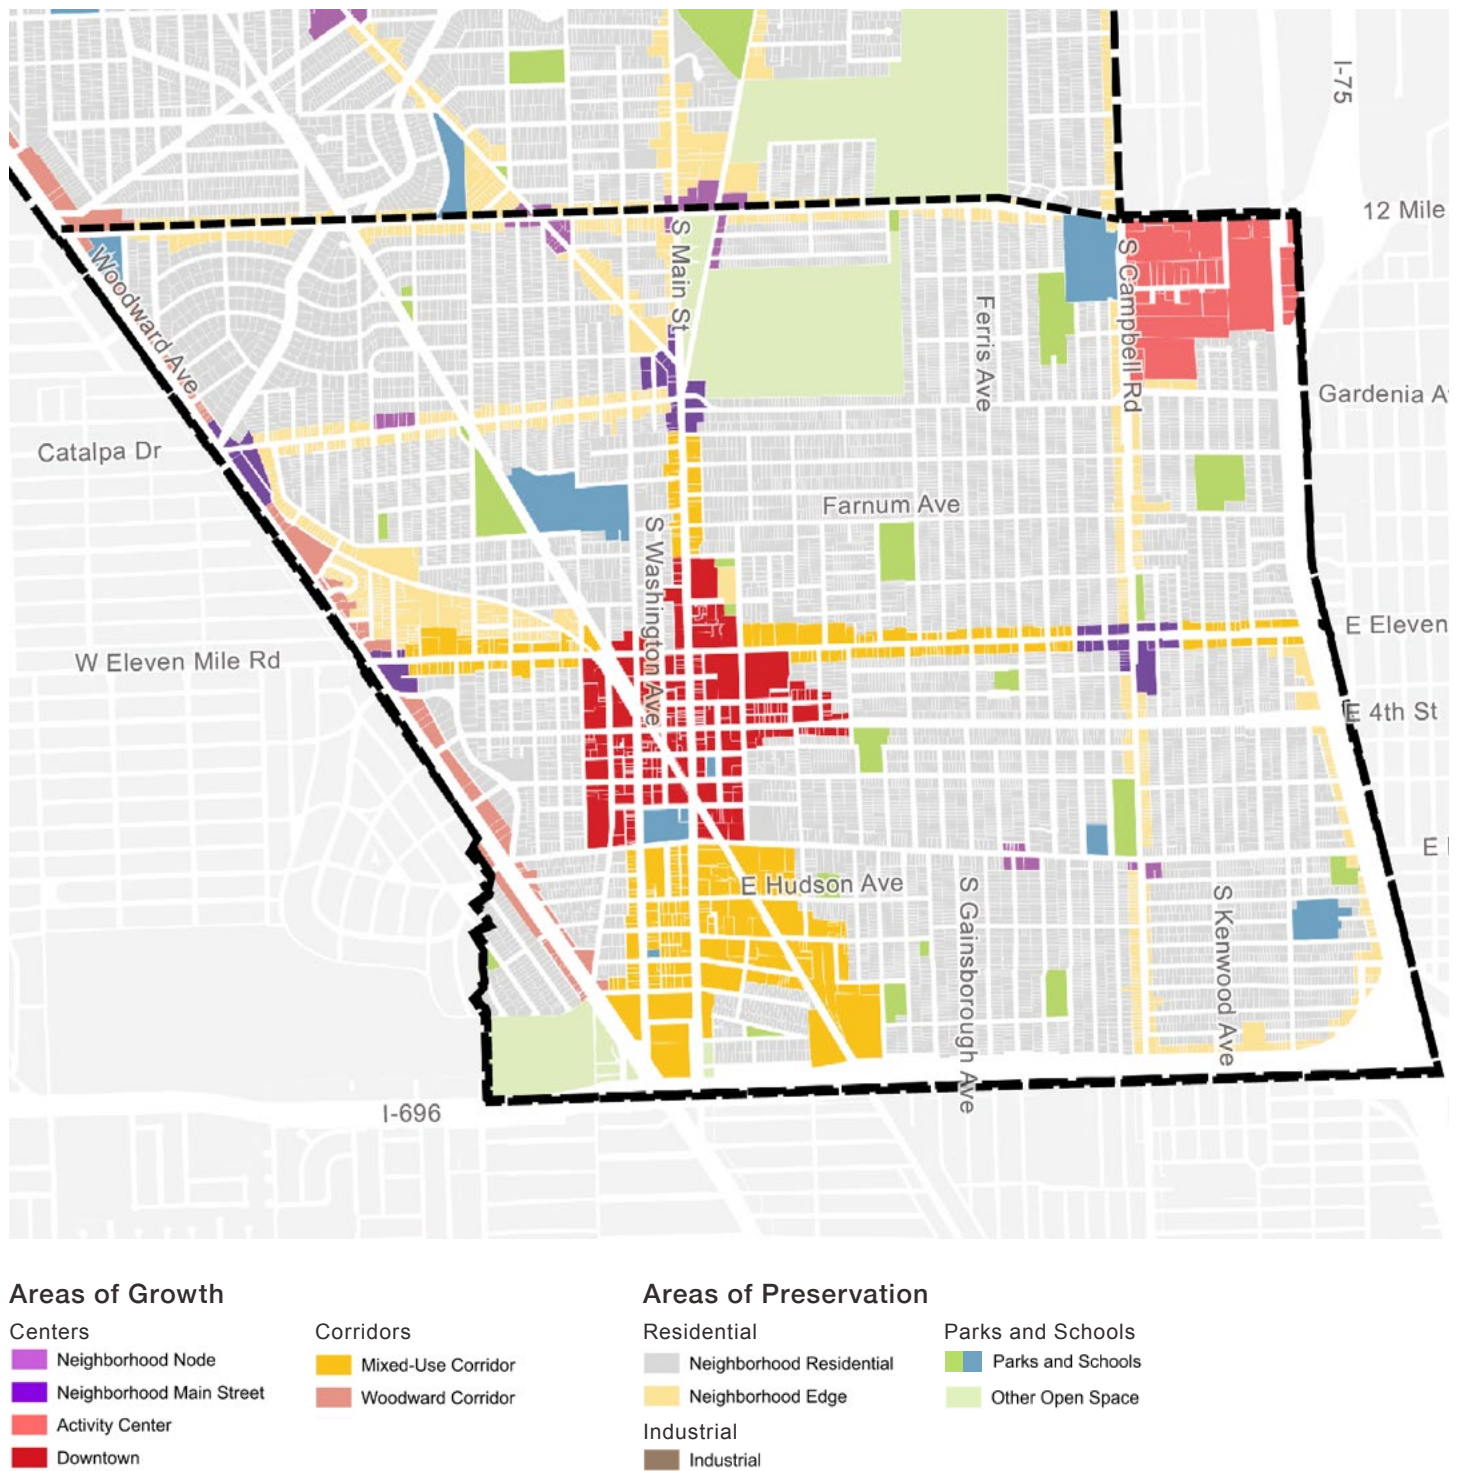 I-75
12 Mile
S Main St
Woodward Ave
S Campbell Rd
Ferris Ave
Gardenia A
Catalpa Dr
Farnum Ave
S Washington Ave
E Eleven
W Eleven Mile Rd
E 4th St
E
E Hudson Ave
S Gainsborough Ave
S Kenwood Ave
I-696
Areas of Growth
Centers
Neighborhood Node
Neighborhood Main Street
Activity Center
Downtown
Corridors
Mixed-Use Corridor
Woodward Corridor
Areas of Preservation
Residential
Neighborhood Residential
Neighborhood Edge
Industrial
Industrial
Parks and Schools
Parks and Schools
Other Open Space